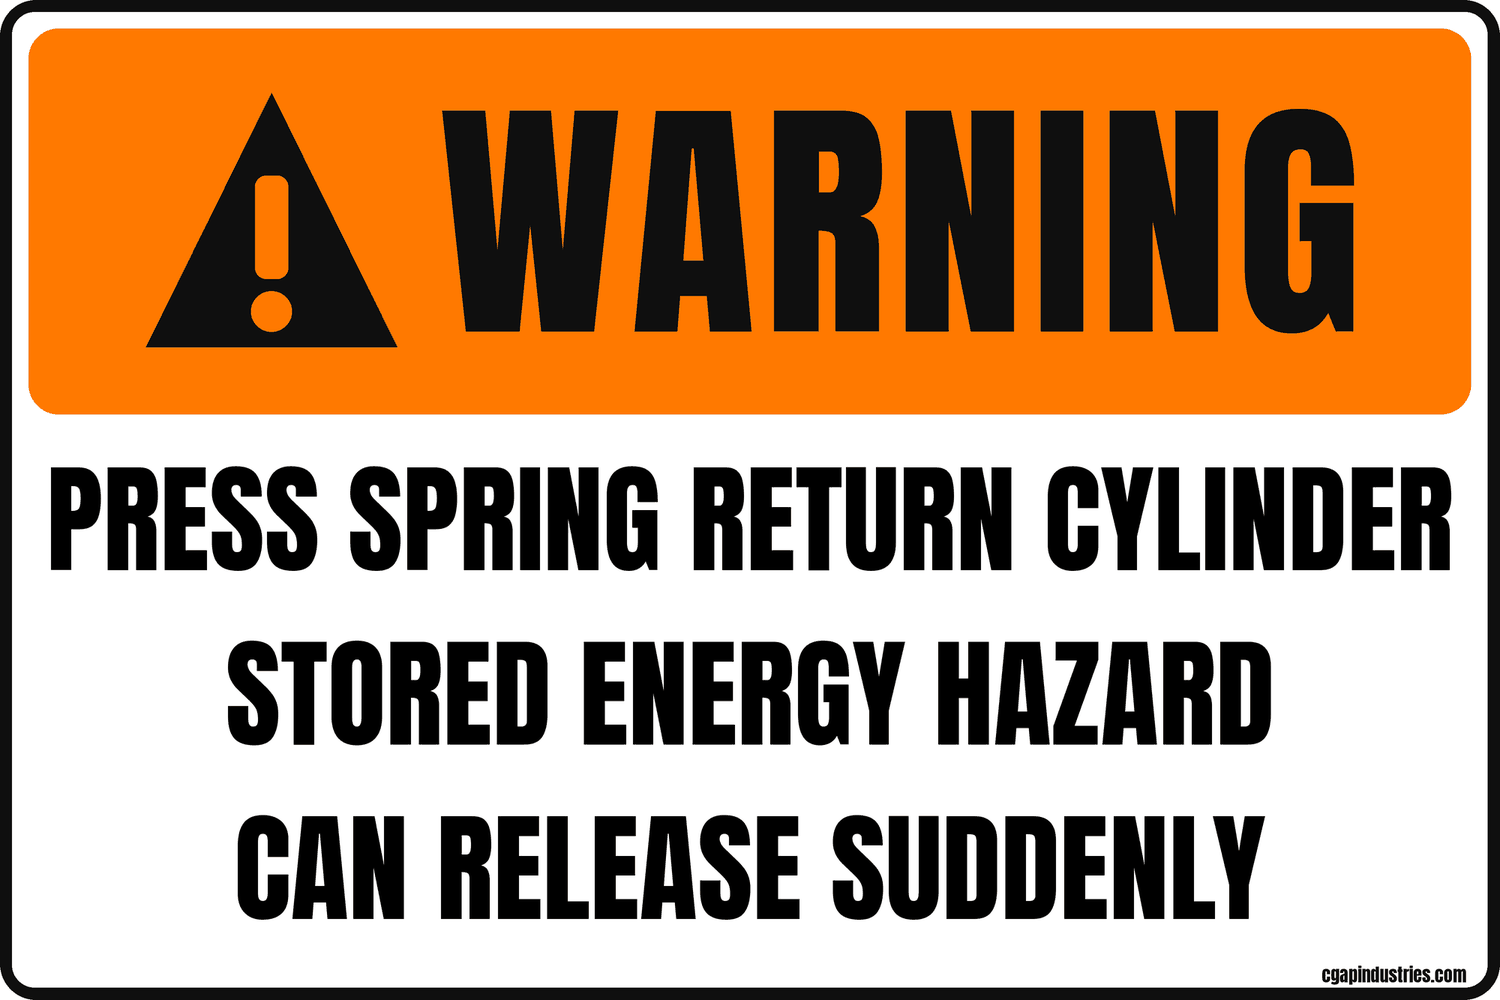 WARNING
PRESS SPRING RETURN CYLINDER
STORED ENERGY HAZARD
CAN RELEASE SUDDENLY
cgapindustries.com